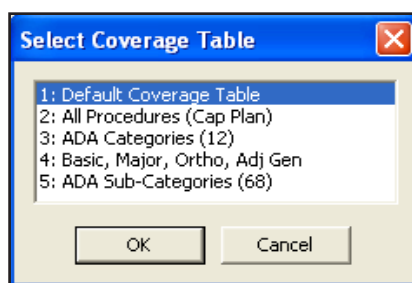 Select Coverage Table
1: Default Coverage Table
2: All Procedures (Cap Plan)
3: ADA Categories (12)
4: Basic, Major, Ortho, Adj Gen
5: ADA Sub-Categories (68)
OK Cancel